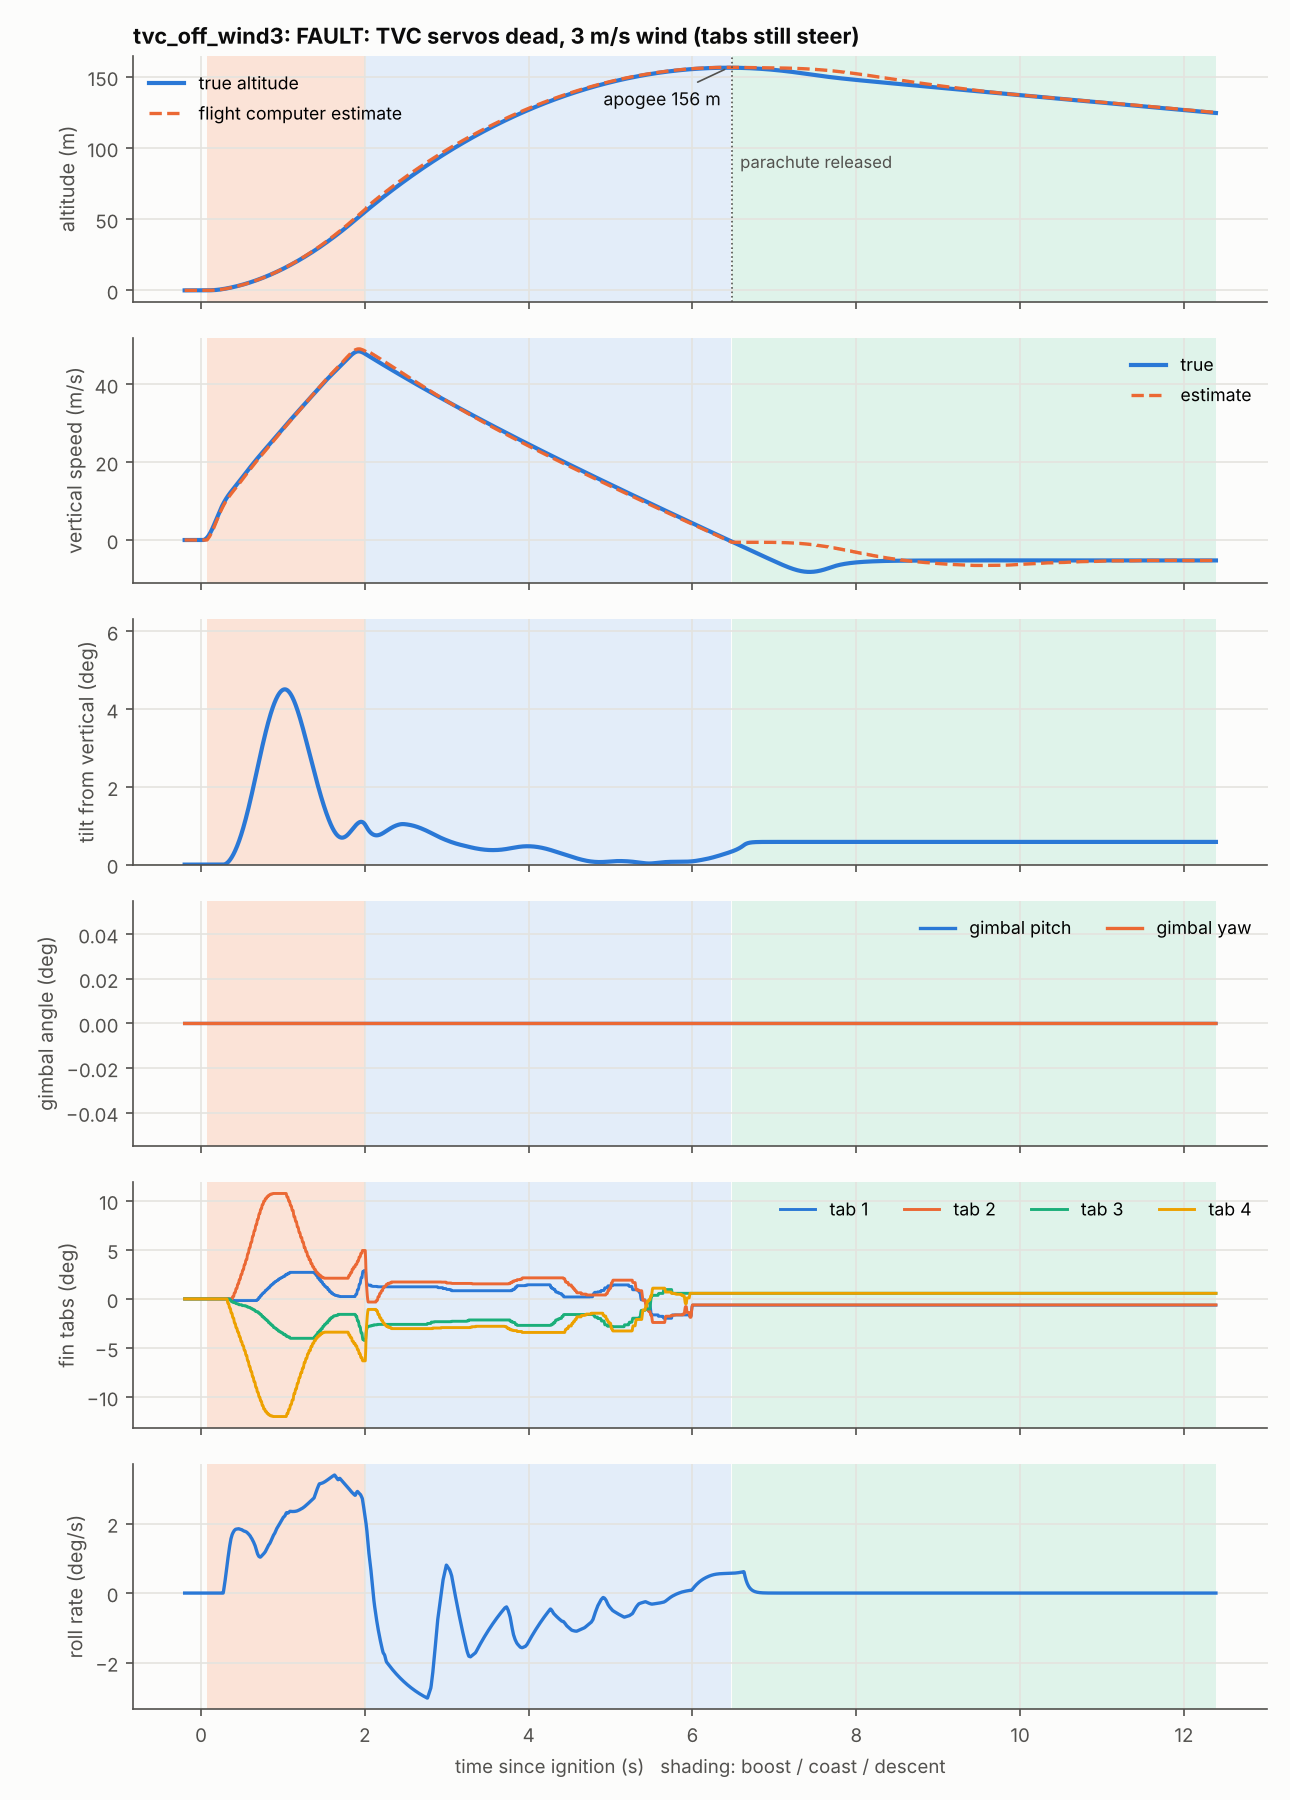 tvc_off_wind3: FAULT: TVC servos dead, 3 m/s wind (tabs still steer)
altitude (m)
150
100
50
0
true altitude
flight computer estimate
apogee 156 m
parachute released
vertical speed (m/s)
40
20
0
true
estimate
tilt from vertical (deg)
6
4
2
0
gimbal angle (deg)
0.04
0.02
0.00
−0.02
−0.04
gimbal pitch
gimbal yaw
fin tabs (deg)
10
5
0
−5
−10
tab 1
tab 2
tab 3
tab 4
roll rate (deg/s)
2
0
−2
0 2 4 6 8 10 12
time since ignition (s)   shading: boost / coast / descent